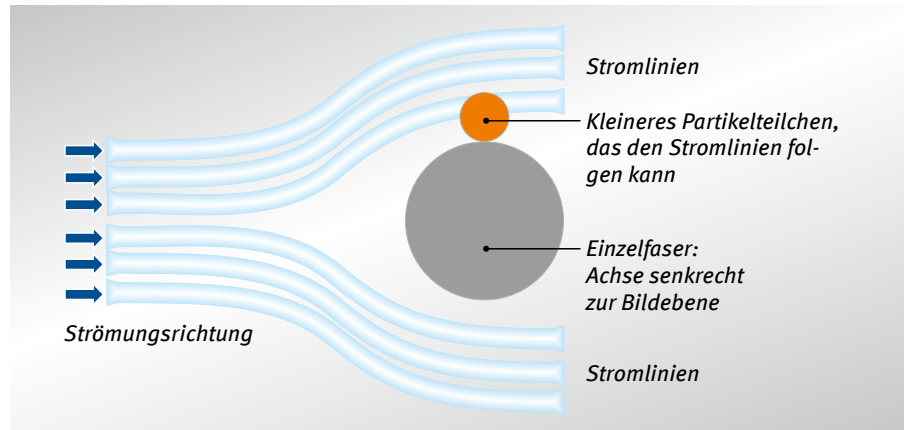 Stromlinien
Kleineres Partikelteilchen,
das den Stromlinien fol-
gen kann
Einzelfaser:
Achse senkrecht
zur Bildebene
Strömungsrichtung
Stromlinien